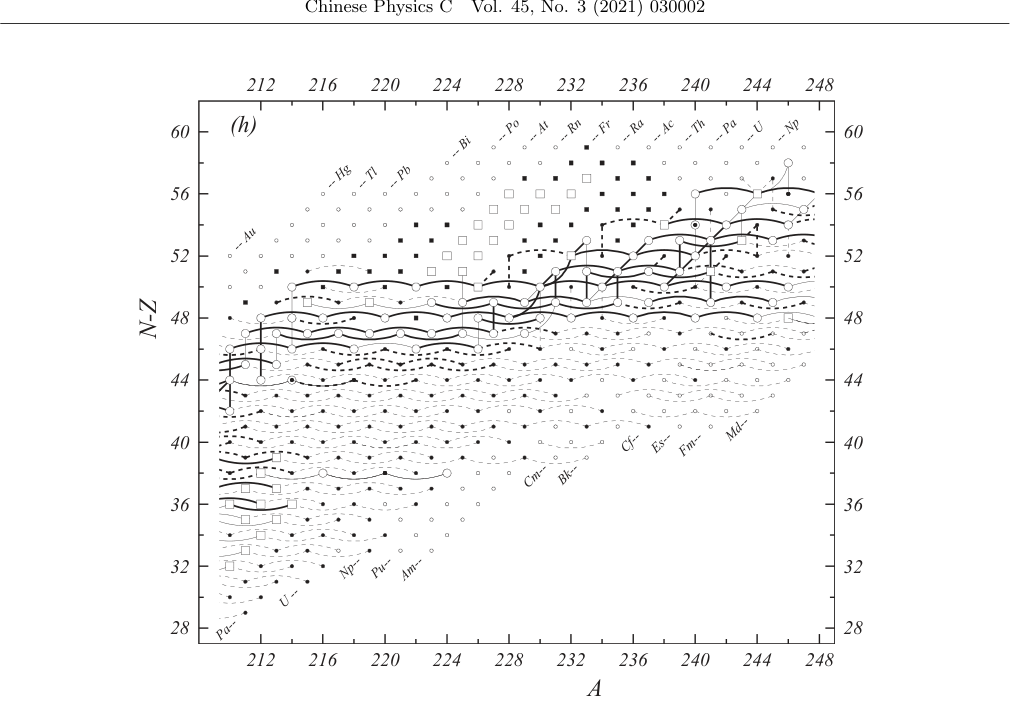 Chinese Physics C Vol. 45, No. 3 (2021) 030002
212 216 220 224 228 232 236 240 244 248
(h)
60 60
--Po --At --Rn --Fr --Ra --Ac --Th --Pa --U --Np
--Bi
--Hg --Tl --Pb
56 56
--Au
52 52
N-Z
48 48
44 44
40 40
Cf-- Es-- Fm-- Md--
Cm-- Bk--
36 36
32 32
Np-- Pu-- Am--
U--
28 28
Pa--
212 216 220 224 228 232 236 240 244 248
A